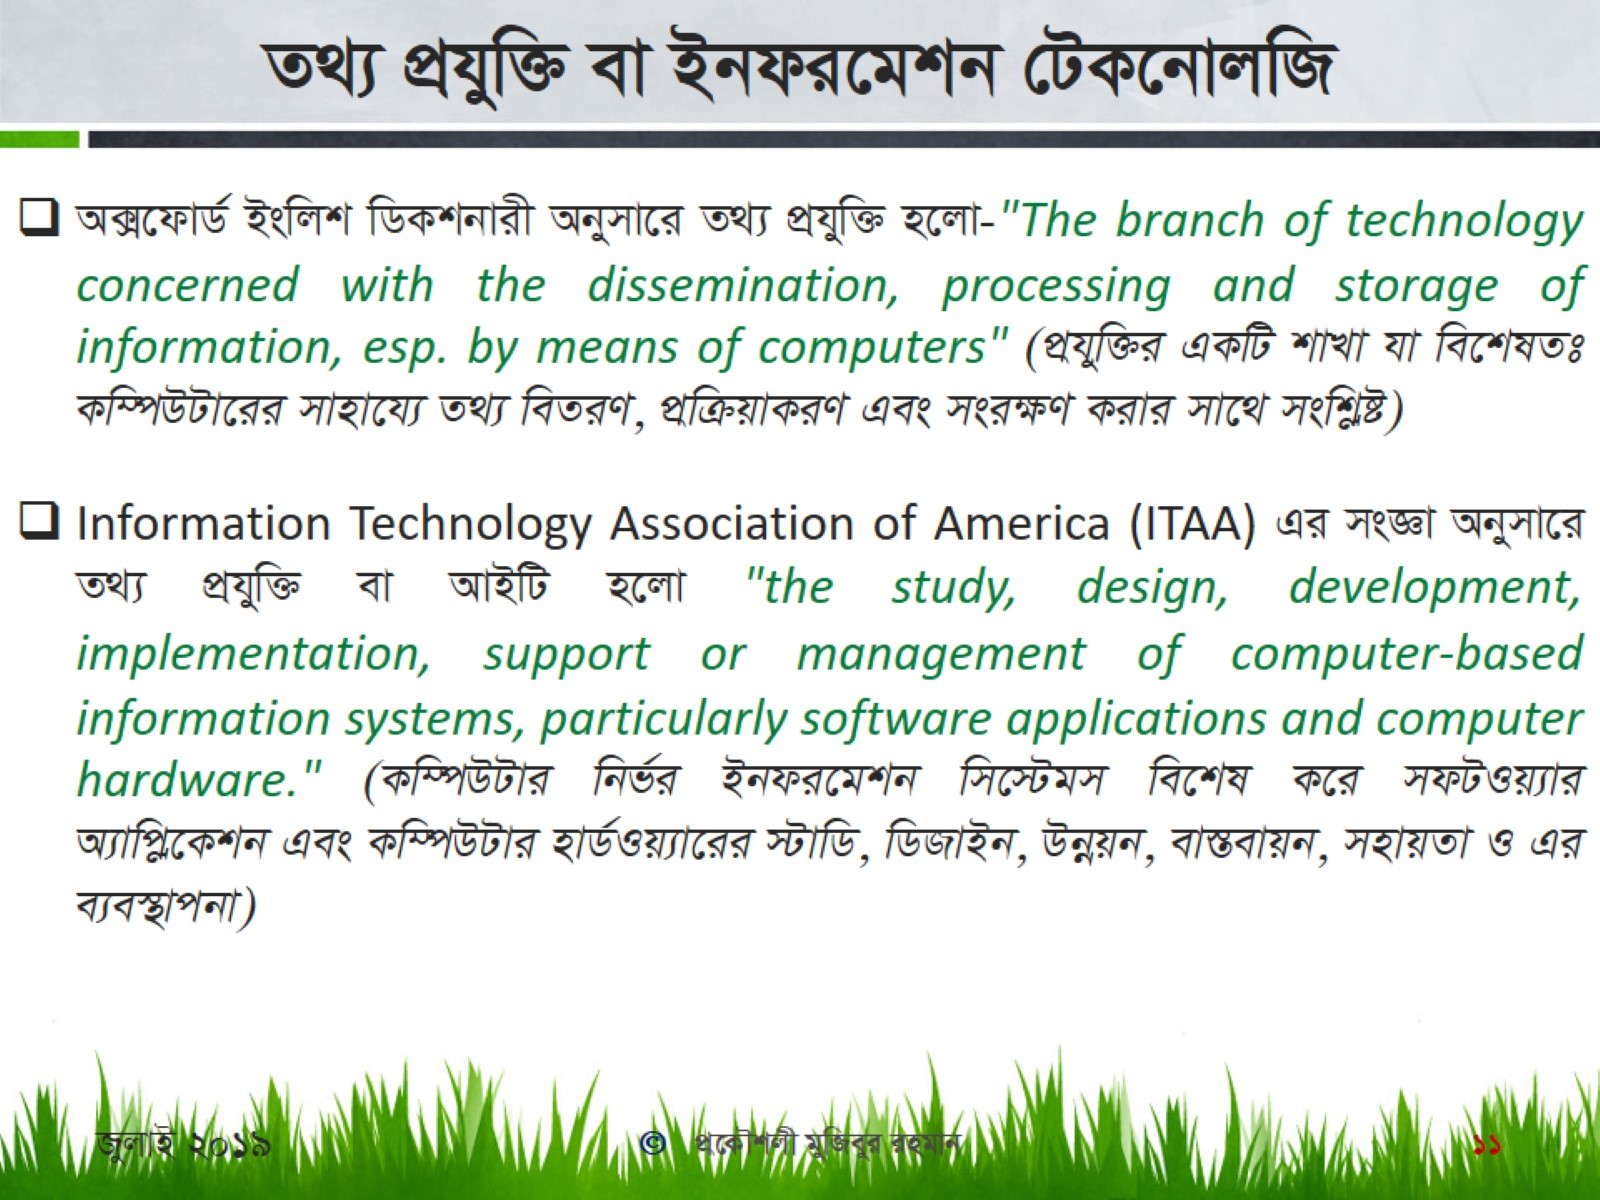 তথ্য প্রযুক্তি বা ইনফরমেশন টেকনোলজি
অক্সফোর্ড ইংলিশ ডিকশনারী অনুসারে তথ্য প্রযুক্তি হলো-"The branch of technology
concerned with the dissemination, processing and storage of
information, esp. by means of computers" (প্রযুক্তির একটি শাখা যা বিশেষতঃ
কম্পিউটারের সাহায্যে তথ্য বিতরণ, প্রক্রিয়াকরণ এবং সংরক্ষণ করার সাথে সংশ্লিষ্ট)
Information Technology Association of America (ITAA) এর সংজ্ঞা অনুসারে
তথ্য প্রযুক্তি বা আইটি হলো "the study, design, development,
implementation, support or management of computer-based
information systems, particularly software applications and computer
hardware." (কম্পিউটার নির্ভর ইনফরমেশন সিস্টেমস বিশেষ করে সফটওয়্যার
অ্যাপ্লিকেশন এবং কম্পিউটার হার্ডওয়্যারের স্টাডি, ডিজাইন, উন্নয়ন, বাস্তবায়ন, সহায়তা ও এর
ব্যবস্থাপনা)
জুলাই ২০১৯ © প্রকৌশলী মুজিবুর রহমান ১১